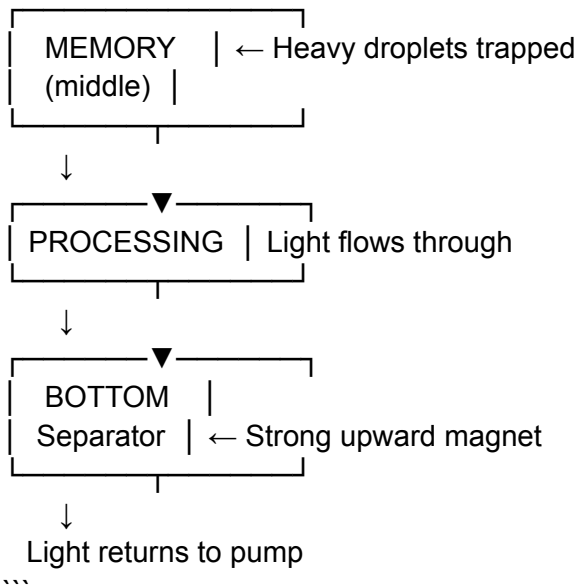 │ MEMORY │ ← Heavy droplets trapped
│ (middle) │
↓
│ PROCESSING │ Light flows through
↓
│ BOTTOM │
│ Separator │ ← Strong upward magnet
↓
Light returns to pump
```